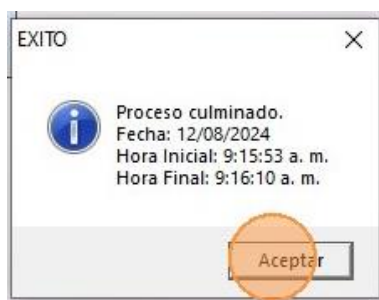 EXITO
Proceso culminado.
Fecha: 12/08/2024
Hora Inicial: 9:15:53 a. m.
Hora Final: 9:16:10 a. m.
Aceptar